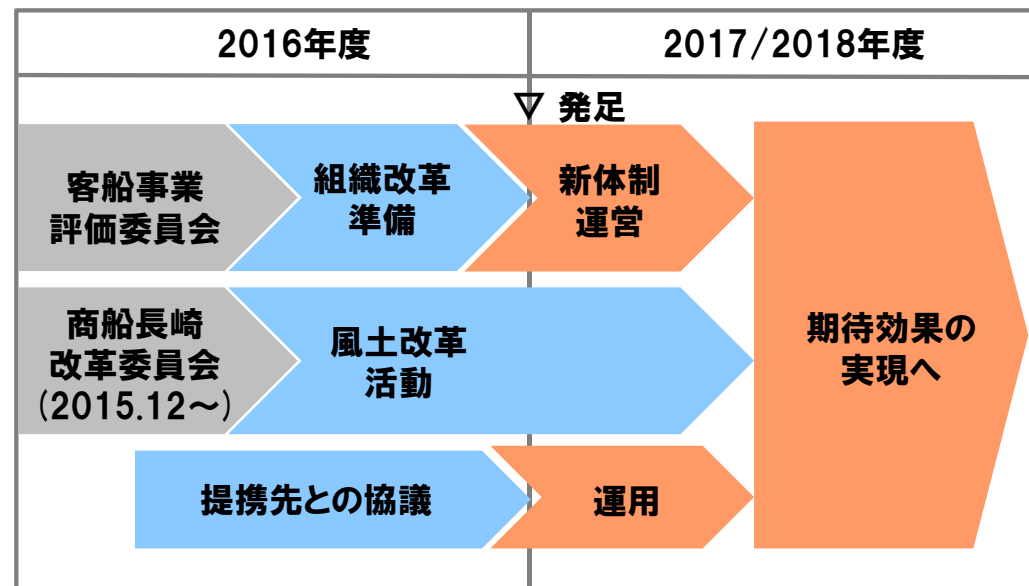 2016年度
2017/2018年度
▽ 発足
客船事業
評価委員会
組織改革
準備
新体制
運営
商船長崎
改革委員会
(2015.12～)
風土改革
活動
期待効果の
実現へ
提携先との協議
運用